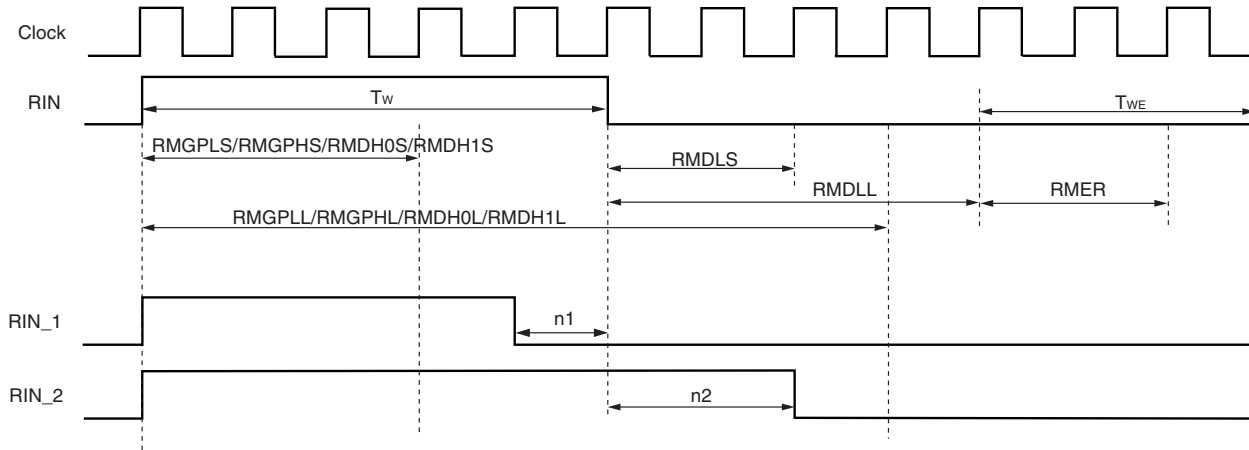 Clock
RIN
Tw
TWE
RMGPLS/RMGPHS/RMDH0S/RMDH1S
RMDLS
RMDLL
RMER
RMGPLL/RMGPHL/RMDH0L/RMDH1L
RIN_1
n1
RIN_2
n2